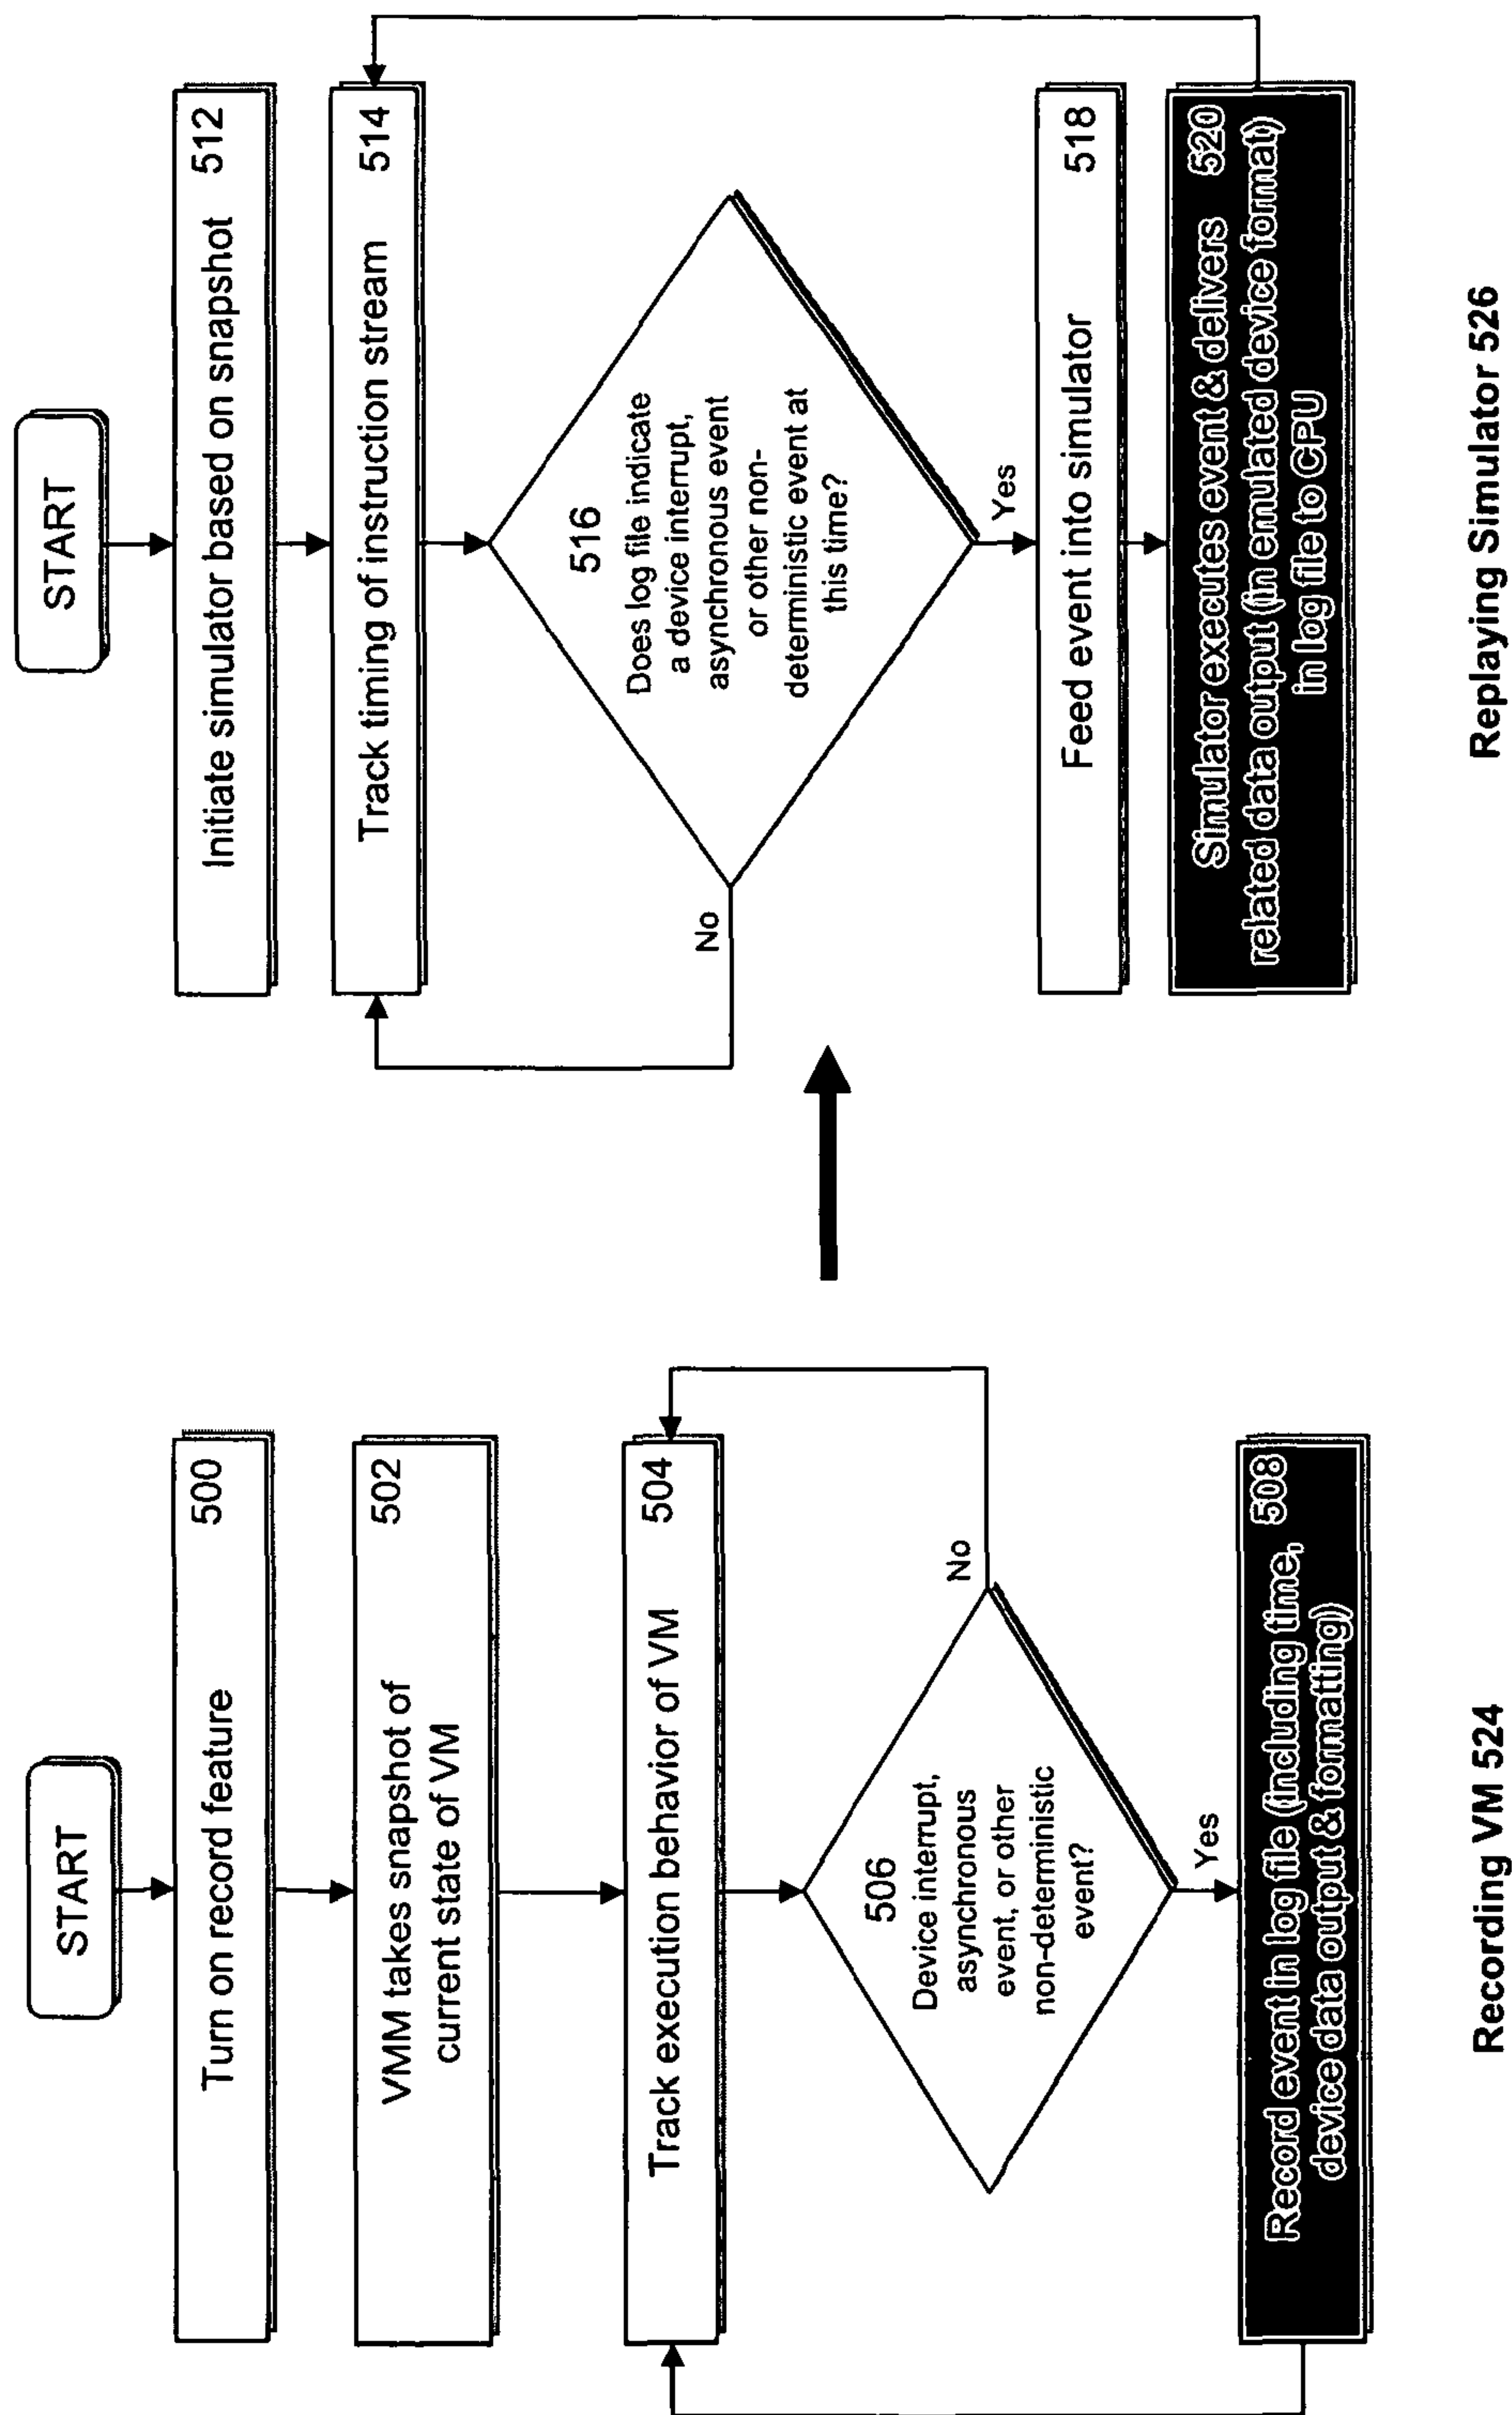 START
Turn on record feature 500
VMM takes snapshot of 502
current state of VM
Track execution behavior of VM 504
506
Device interrupt,
asynchronous
event, or other
non-deterministic
event?
No
Yes
Record event in log file (including time, 508
device data output & formatting)
Recording VM 524
START
Initiate simulator based on snapshot 512
Track timing of instruction stream 514
516
Does log file indicate
a device interrupt,
asynchronous event
or other non-
deterministic event at
this time?
No
Yes
Feed event into simulator 518
Simulator executes event & delivers 520
related data output (in emulated device format)
in log file to CPU
Replaying Simulator 526